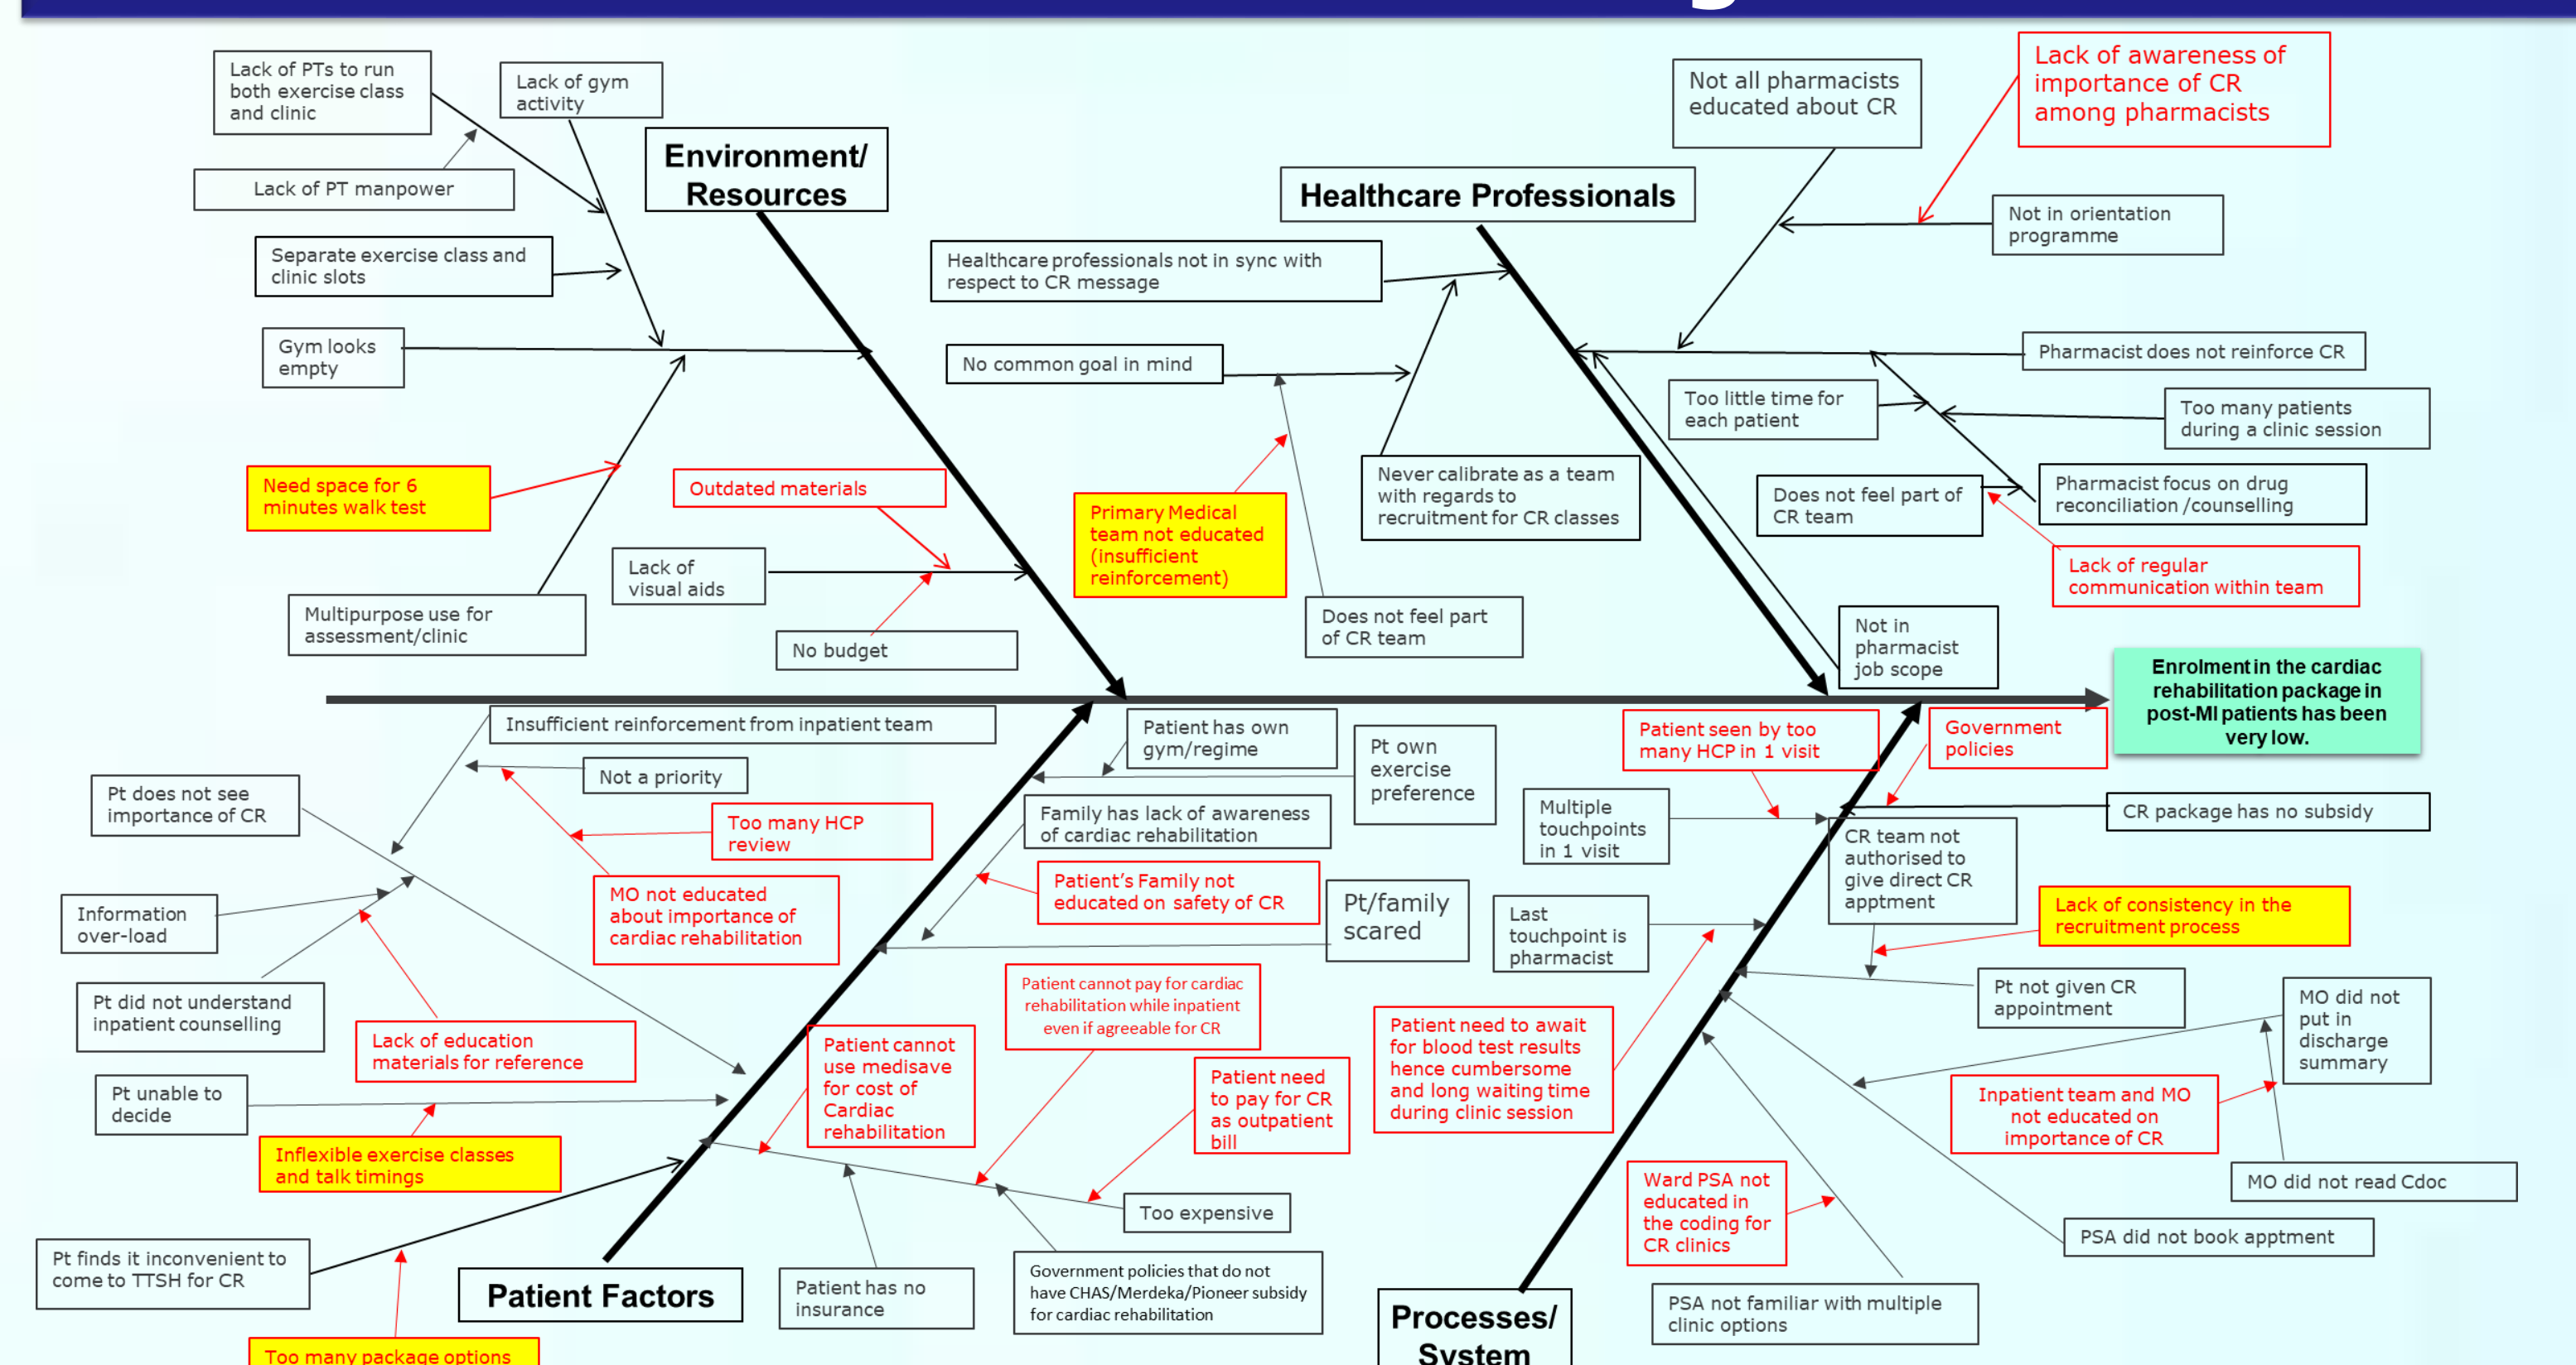 Lack of PTs to run
both exercise class
and clinic
Lack of gym
activity
Lack of PT manpower
Environment/
Resources
Separate exercise class and
clinic slots
Gym looks
empty
Need space for 6
minutes walk test
Outdated materials
Lack of
visual aids
Multipurpose use for
assessment/clinic
No budget
Healthcare Professionals
Not all pharmacists
educated about CR
Lack of awareness of
importance of CR
among pharmacists
Not in orientation
programme
Healthcare professionals not in sync with
respect to CR message
No common goal in mind
Pharmacist does not reinforce CR
Too little time for
each patient
Too many patients
during a clinic session
Never calibrate as a team
with regards to
recruitment for CR classes
Primary Medical
team not educated
(insufficient
reinforcement)
Does not feel part
of CR team
Does not feel part of
CR team
Pharmacist focus on drug
reconciliation /counselling
Lack of regular
communication within team
Not in
pharmacist
job scope
Enrolment in the cardiac
rehabilitation package in
post-MI patients has been
very low.
Insufficient reinforcement from inpatient team
Not a priority
Pt does not see
importance of CR
Too many HCP
review
MO not educated
about importance of
cardiac rehabilitation
Information
over-load
Pt did not understand
inpatient counselling
Lack of education
materials for reference
Pt unable to
decide
Inflexible exercise classes
and talk timings
Pt finds it inconvenient to
come to TTSH for CR
Too many package options
Patient Factors
Patient has own
gym/regime
Pt own
exercise
preference
Family has lack of awareness
of cardiac rehabilitation
Patient’s Family not
educated on safety of CR
Pt/family
scared
Patient cannot pay for cardiac
rehabilitation while inpatient
even if agreeable for CR
Patient cannot
use medisave
for cost of
Cardiac
rehabilitation
Patient need
to pay for CR
as outpatient
bill
Too expensive
Patient has no
insurance
Government policies that do not
have CHAS/Merdeka/Pioneer subsidy
for cardiac rehabilitation
Patient seen by too
many HCP in 1 visit
Government
policies
Multiple
touchpoints
in 1 visit
CR package has no subsidy
CR team not
authorised to
give direct CR
apptment
Lack of consistency in the
recruitment process
Last
touchpoint is
pharmacist
Pt not given CR
appointment
MO did not
put in
discharge
summary
Patient need to await
for blood test results
hence cumbersome
and long waiting time
during clinic session
Inpatient team and MO
not educated on
importance of CR
MO did not read Cdoc
Ward PSA not
educated in
the coding for
CR clinics
PSA did not book apptment
PSA not familiar with multiple
clinic options
Processes/
System